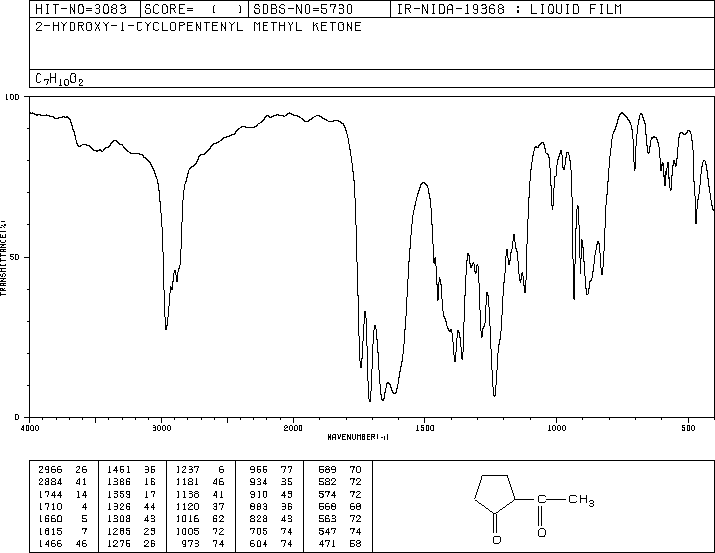 HIT-NO=3083 SCORE= ( ) SDBS-NO=5730 IR-NIDA-19368 : LIQUID FILM
2-HYDROXY-1-CYCLOPENTENYL METHYL KETONE
C7H10O2
100
50
0
TRANSMITTANCE(%)
4000 3000 2000 1500 1000 500
WAVENUMBER(-1)
2966 26 1461 36 1237 6 966 77 589 70
2884 41 1386 16 1181 46 934 35 582 72
1744 14 1359 17 1138 41 910 49 574 72
1710 4 1326 44 1120 37 883 36 568 68
1660 5 1308 43 1016 62 828 43 563 72
1615 7 1285 29 1005 72 705 74 547 74
1466 46 1276 26 973 74 604 74 471 58
C CH3
O O